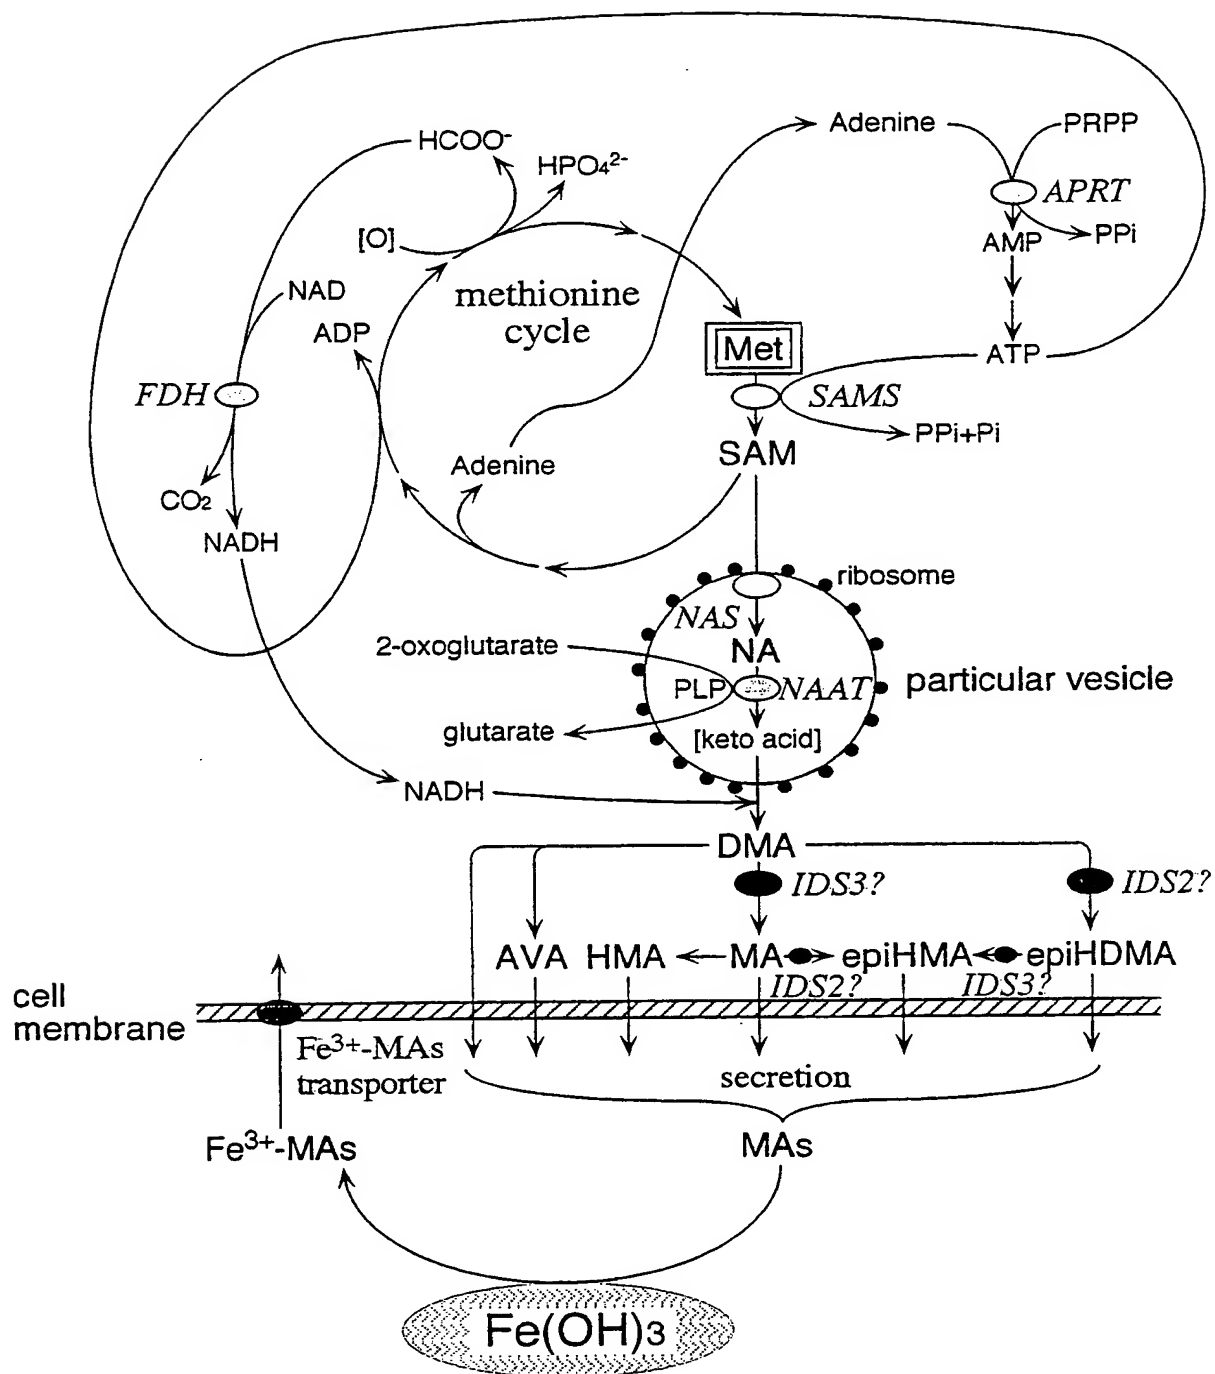 Adenine
PRPP
HCOO⁻
HPO₄²⁻
APRT
[O]
AMP
PPi
NAD
methionine
cycle
ADP
Met
ATP
FDH
SAMS
PPi+Pi
SAM
Adenine
CO₂
NADH
ribosome
NAS
2-oxoglutarate
NA
PLP
NAAT
particular vesicle
glutarate
[keto acid]
NADH
DMA
IDS3?
IDS2?
AVA
HMA
MA
epiHMA
epiHDMA
IDS2?
IDS3?
cell
membrane
Fe³⁺-MAs
transporter
secretion
Fe³⁺-MAs
MAs
Fe(OH)₃